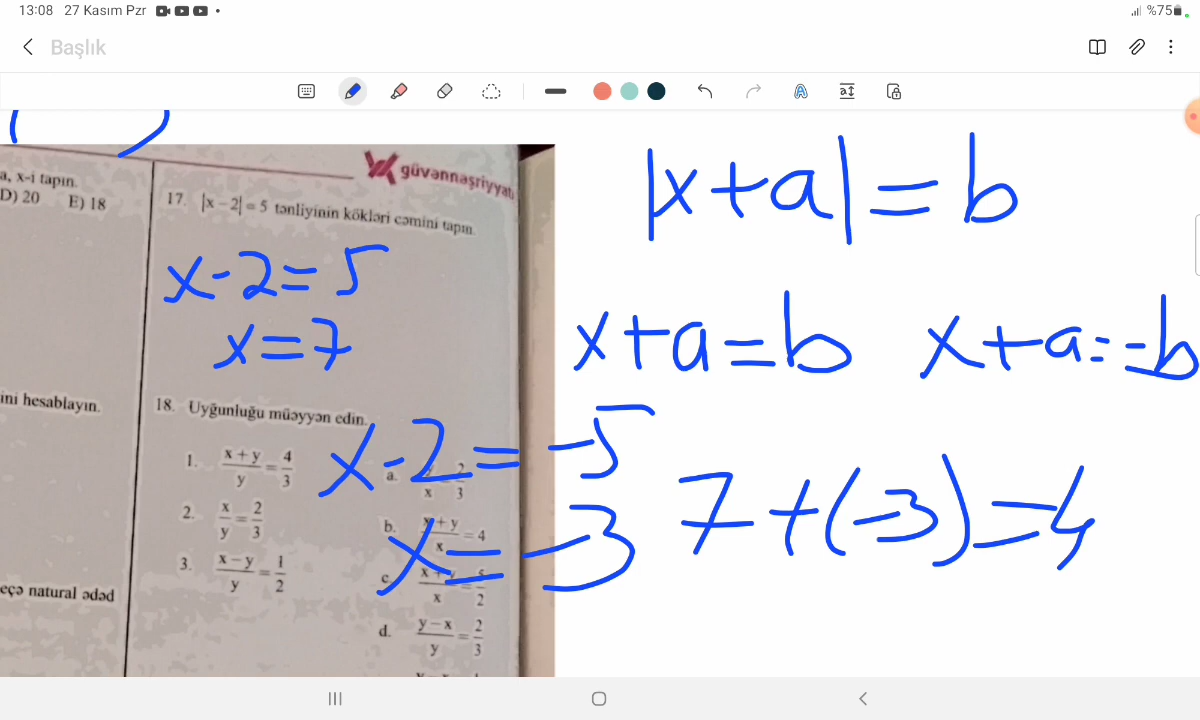 13:08 27 Kasım Pzr
%75
Başlık
güvənnəşriyyatı
a, x-i tapın.
D) 20 E) 18
17. |x − 2| = 5 tənliyinin kökləri cəmini tapın.
x-2=5
x=7
|x+a|=b
x+a=b x+a=-b
ini hesablayın.
18. Uyğunluğu müəyyən edin.
x-2=-5
x=-3
7+(-3)=4
1. x+y/y = 4/3
2. x/y = 2/3
3. x−y/y = 1/2
a. x 2/3
b. x+y/x = 4
c. x+y/x = 5/2
d. y−x/y = 2/3
eçə natural ədəd